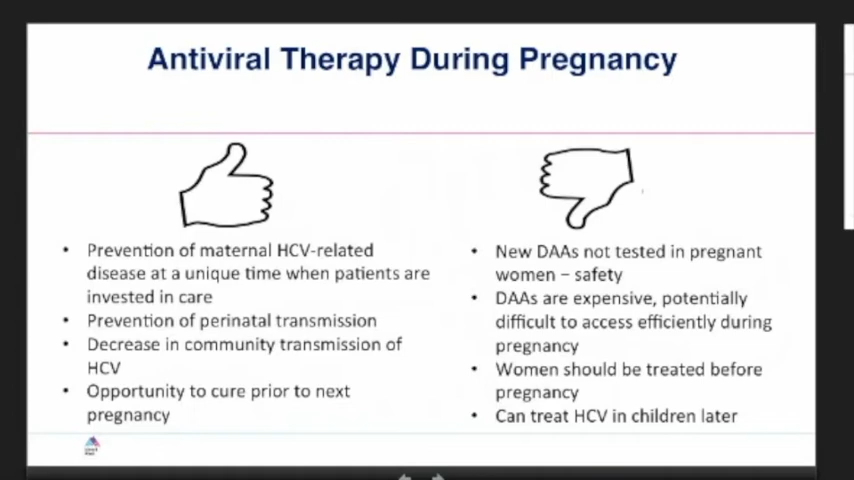 Antiviral Therapy During Pregnancy
• Prevention of maternal HCV-related
disease at a unique time when patients are
invested in care
• Prevention of perinatal transmission
• Decrease in community transmission of
HCV
• Opportunity to cure prior to next
pregnancy
• New DAAs not tested in pregnant
women – safety
• DAAs are expensive, potentially
difficult to access efficiently during
pregnancy
• Women should be treated before
pregnancy
• Can treat HCV in children later